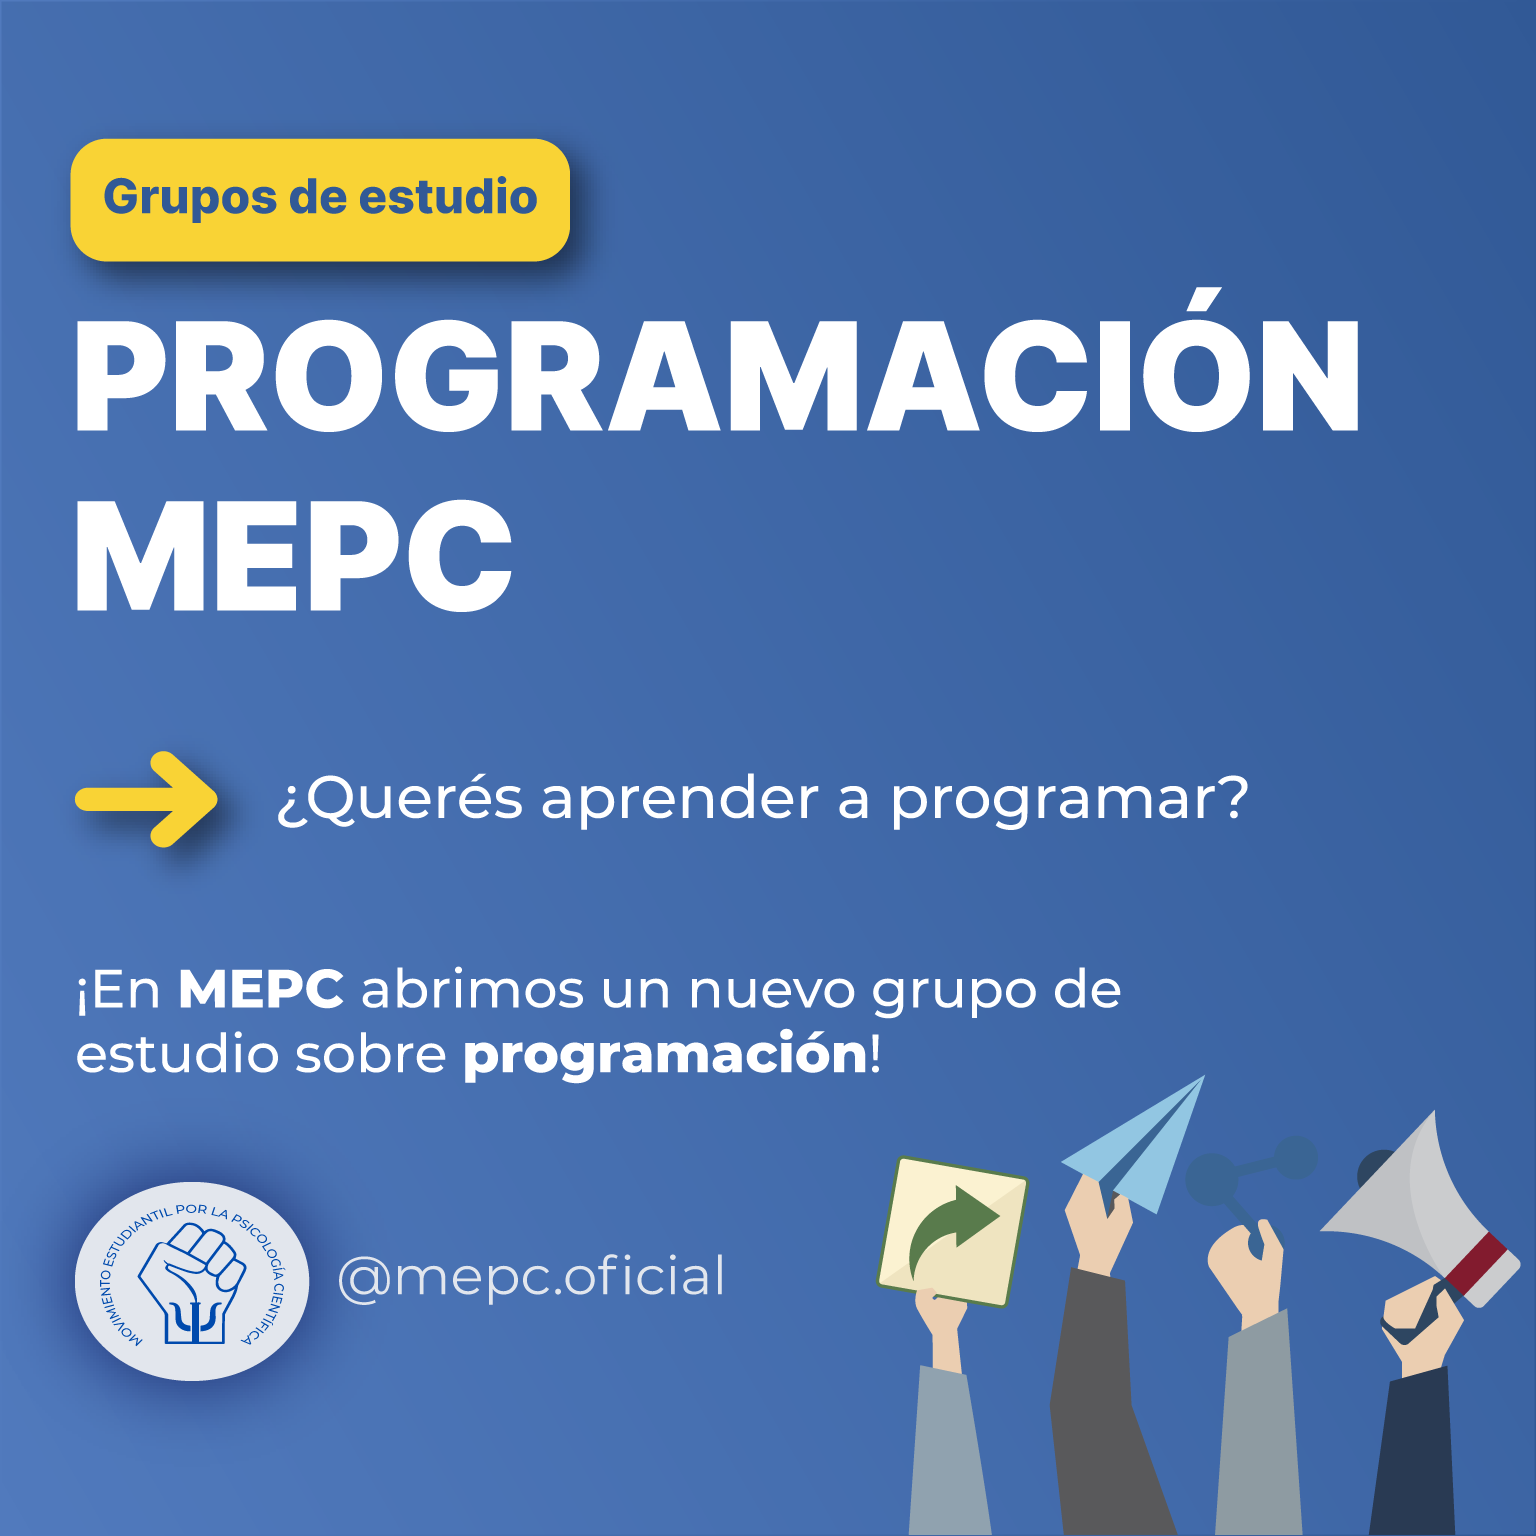 Grupos de estudio
PROGRAMACIÓN
MEPC
¿Querés aprender a programar?
¡En MEPC abrimos un nuevo grupo de
estudio sobre programación!
MOVIMIENTO ESTUDIANTIL POR LA PSICOLOGÍA CIENTÍFICA
@mepc.oficial